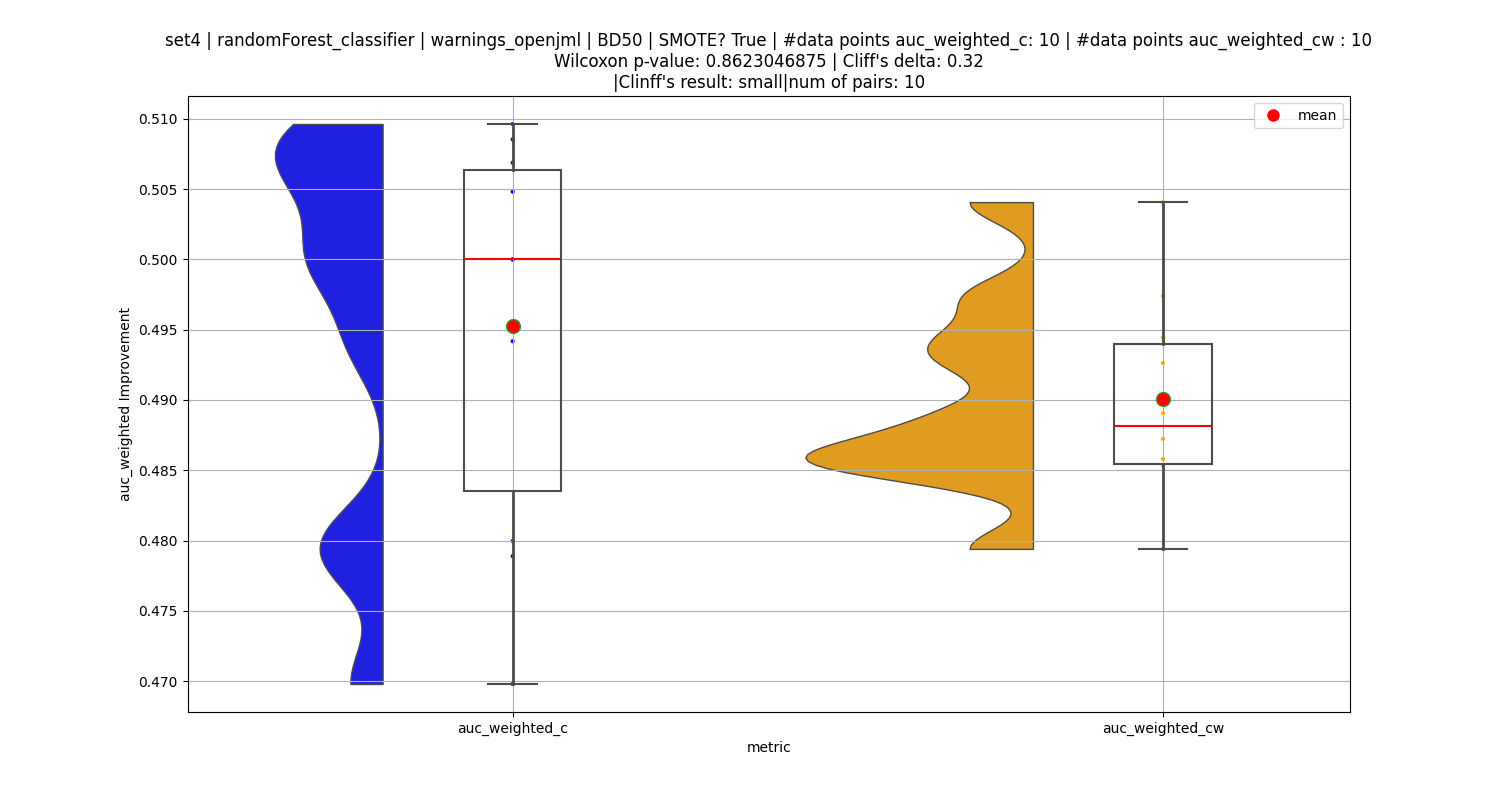 set4 | randomForest_classifier | warnings_openjml | BD50 | SMOTE? True | #data points auc_weighted_c: 10 | #data points auc_weighted_cw : 10
Wilcoxon p-value: 0.8623046875 | Cliff's delta: 0.32
|Clinff's result: small|num of pairs: 10
mean
0.510
0.505
0.500
0.495
0.490
0.485
0.480
0.475
0.470
auc_weighted Improvement
auc_weighted_c
auc_weighted_cw
metric